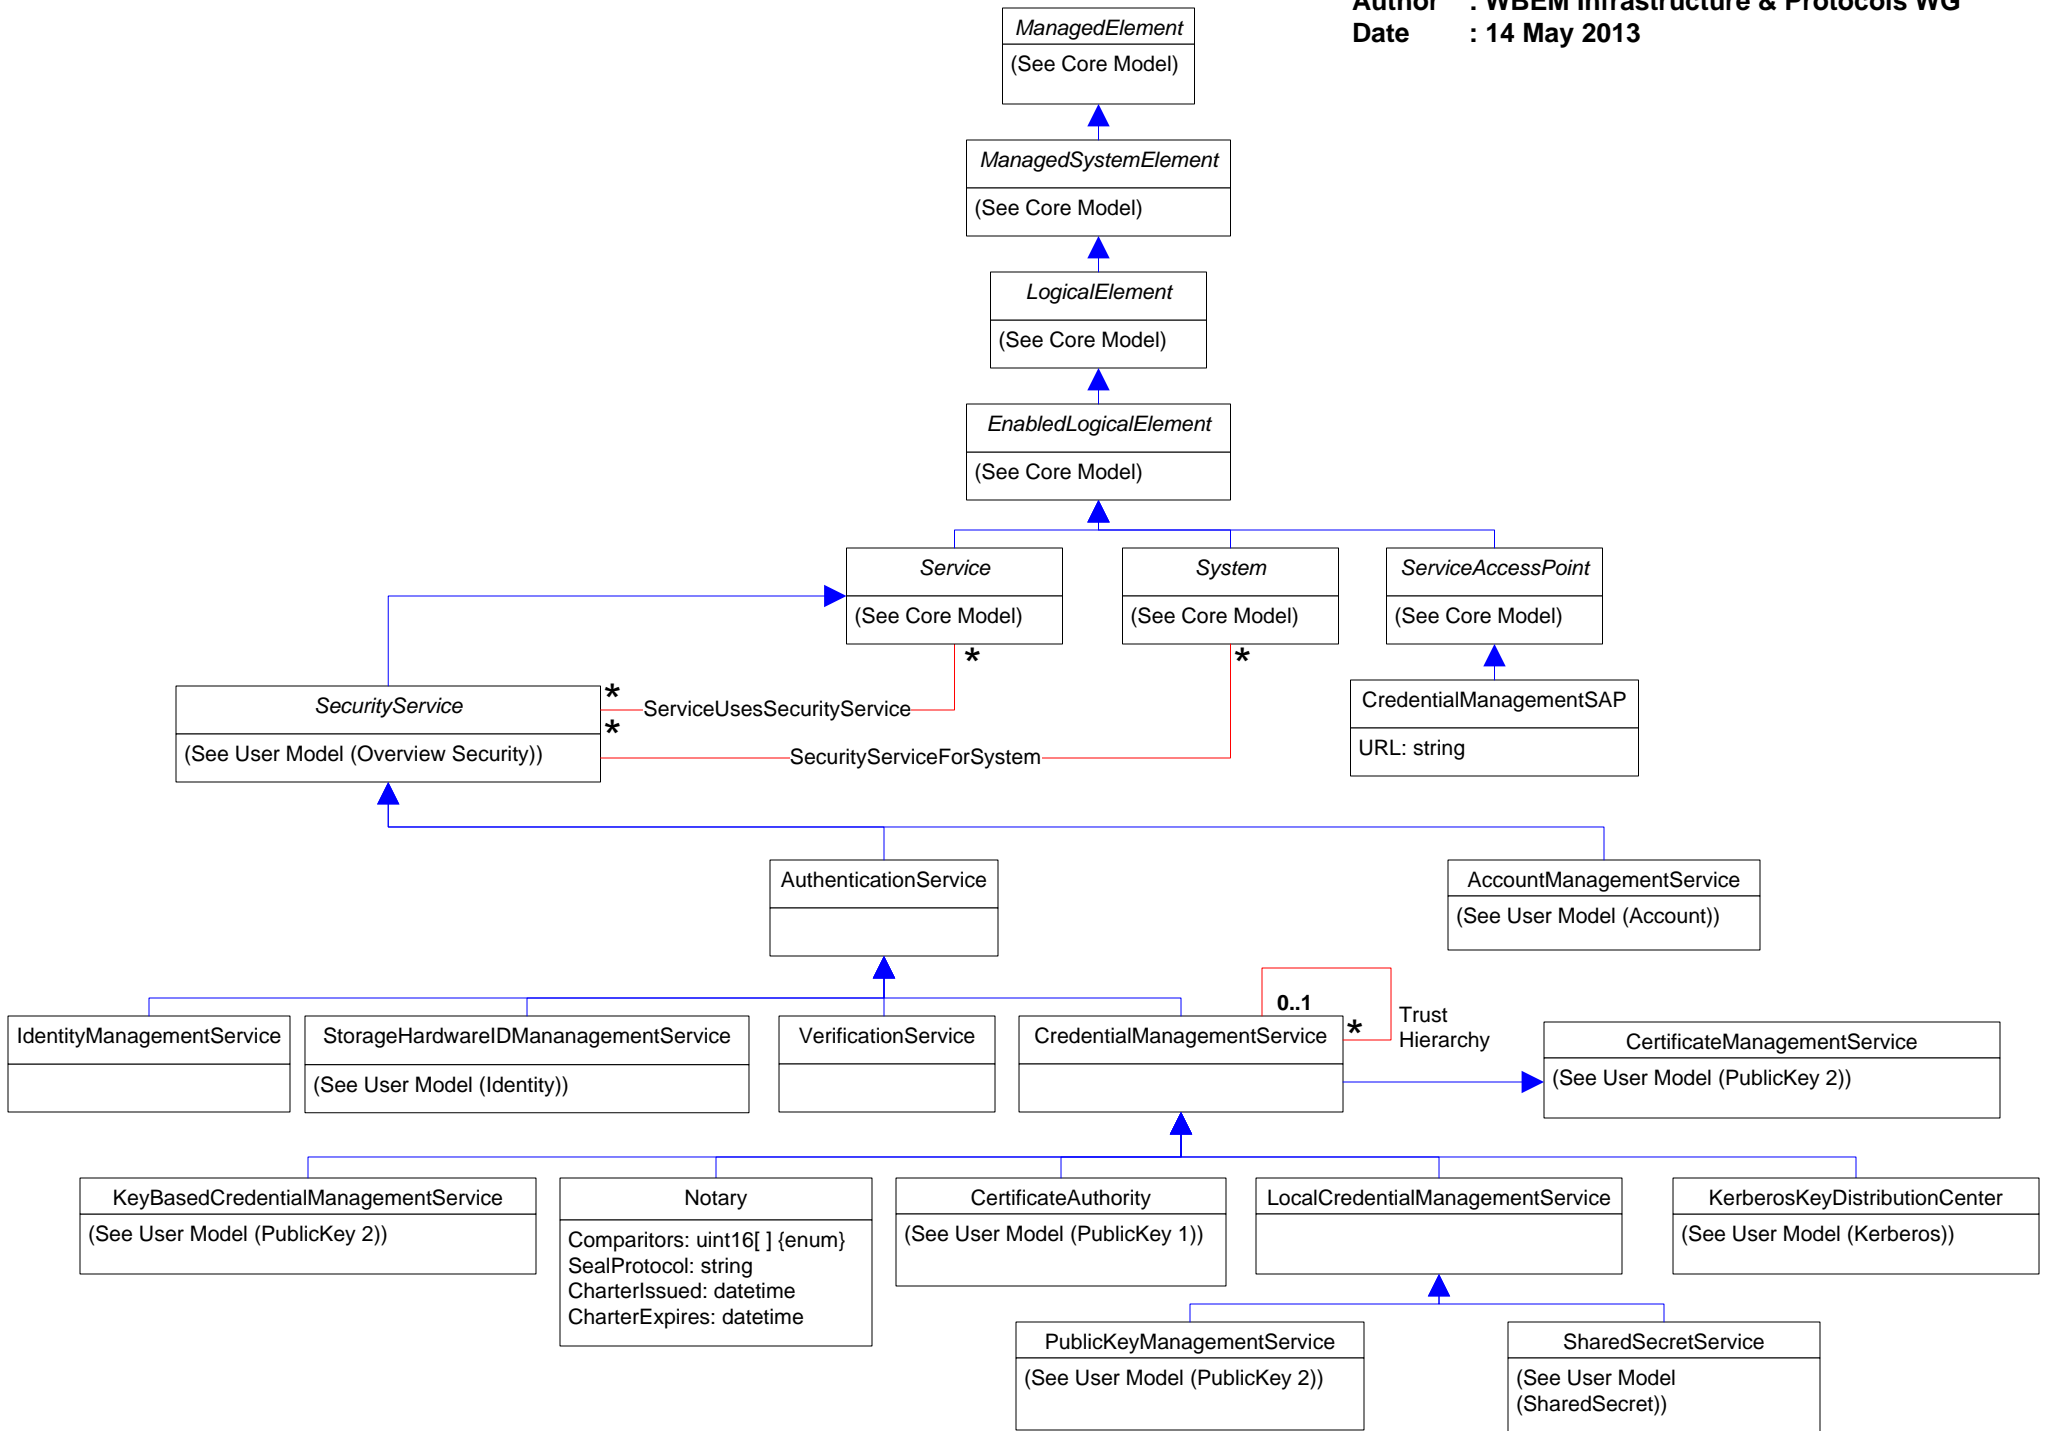 Author : WBEM Infrastructure & Protocols WG
Date : 14 May 2013
ManagedElement
(See Core Model)
ManagedSystemElement
(See Core Model)
LogicalElement
(See Core Model)
EnabledLogicalElement
(See Core Model)
Service
(See Core Model)
System
(See Core Model)
ServiceAccessPoint
(See Core Model)
*
*
SecurityService
(See User Model (Overview Security))
*
ServiceUsesSecurityService
*
SecurityServiceForSystem
CredentialManagementSAP
URL: string
AuthenticationService
AccountManagementService
(See User Model (Account))
IdentityManagementService
StorageHardwareIDMananagementService
(See User Model (Identity))
VerificationService
CredentialManagementService
0..1
*
Trust
Hierarchy
CertificateManagementService
(See User Model (PublicKey 2))
KeyBasedCredentialManagementService
(See User Model (PublicKey 2))
Notary
Comparitors: uint16[ ] {enum}
SealProtocol: string
CharterIssued: datetime
CharterExpires: datetime
CertificateAuthority
(See User Model (PublicKey 1))
LocalCredentialManagementService
KerberosKeyDistributionCenter
(See User Model (Kerberos))
PublicKeyManagementService
(See User Model (PublicKey 2))
SharedSecretService
(See User Model
(SharedSecret))